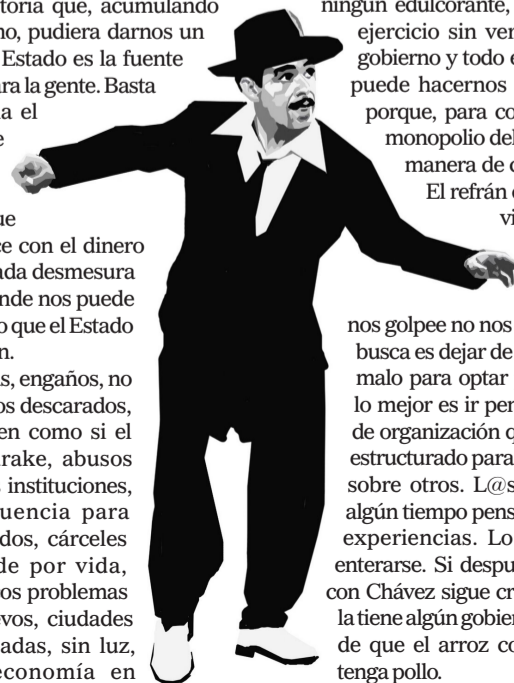 toria que, acumulando
no, pudiera darnos un
Estado es la fuente
ra la gente. Basta
a el
e
ue
ce con el dinero
ada desmesura
nde nos puede
o que el Estado
n.
as, engaños, no
os descarados,
en como si el
rake, abusos
s instituciones,
uencia para
dos, cárceles
de por vida,
os problemas
vos, ciudades
adas, sin luz,
economía en
ningún edulcorante,
ejercicio sin ver
gobierno y todo e
puede hacernos
porque, para co
monopolio del
manera de c
El refrán
vi
nos golpee no nos
busca es dejar de
malo para optar
lo mejor es ir per
de organización q
estructurado para
sobre otros. L@s
algún tiempo pens
experiencias. Lo
enterarse. Si despu
con Chávez sigue cr
la tiene algún gobier
de que el arroz co
tenga pollo.